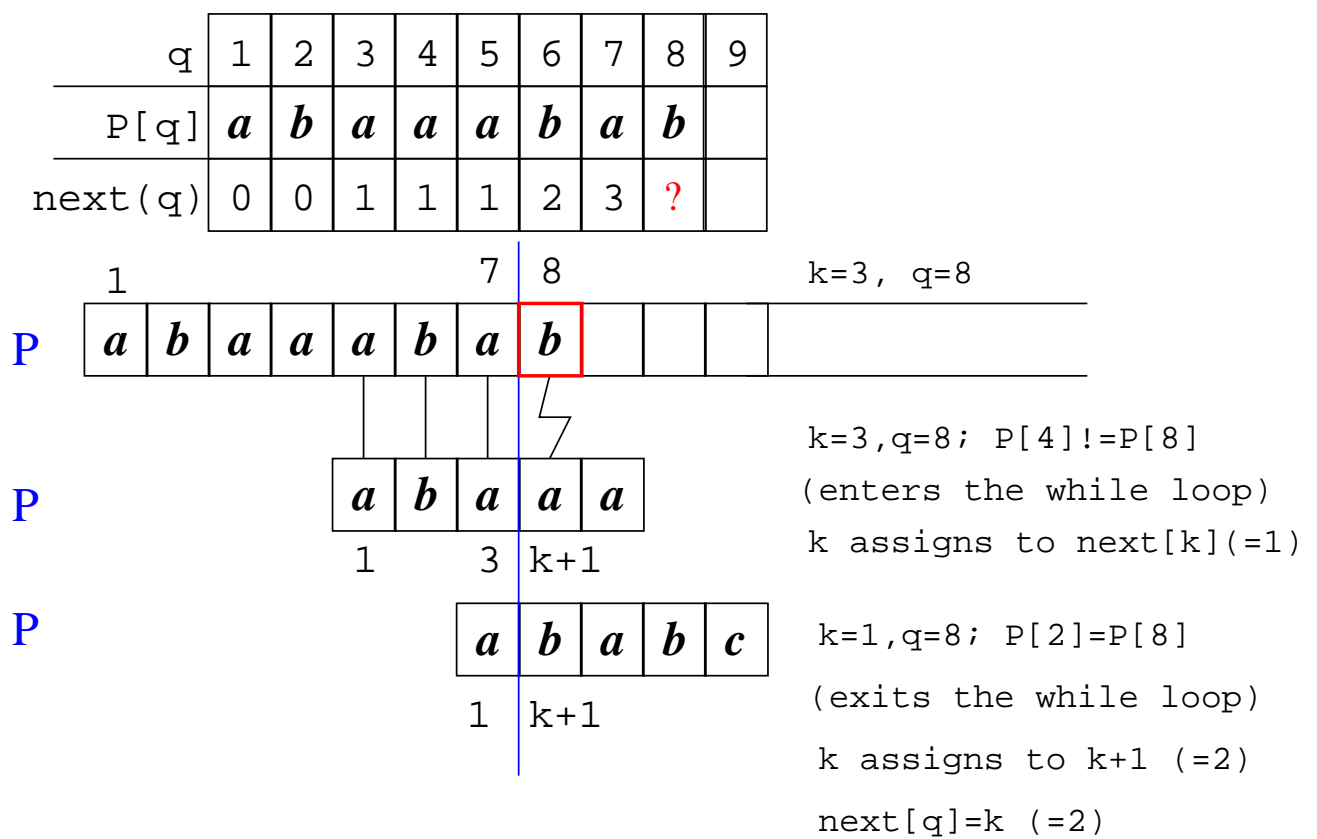 q 1 2 3 4 5 6 7 8 9
P[q] a b a a a b a b
next(q) 0 0 1 1 1 2 3 ?
1 7 8 k=3, q=8
P a b a a a b a b
k=3,q=8; P[4]!=P[8]
(enters the while loop)
P a b a a a
k assigns to next[k](=1)
1 3 k+1
P a b a b c
k=1,q=8; P[2]=P[8]
(exits the while loop)
1 k+1
k assigns to k+1 (=2)
next[q]=k (=2)